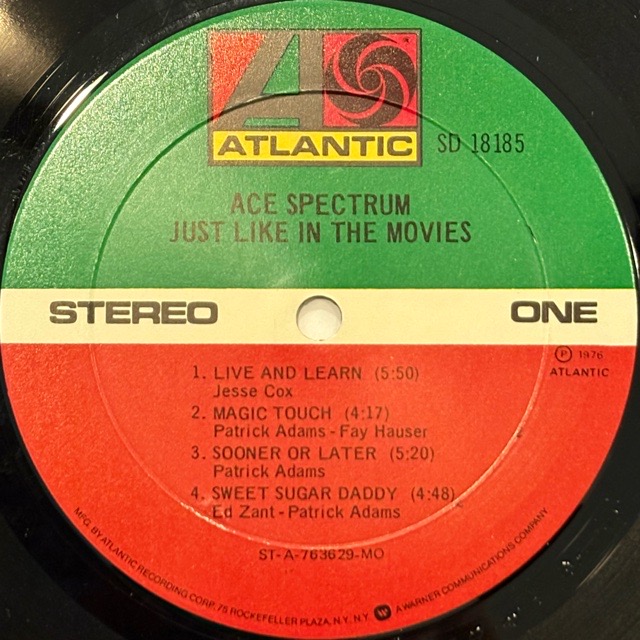 ATLANTIC
SD 18185
ACE SPECTRUM
JUST LIKE IN THE MOVIES
STEREO
ONE
℗ 1976
ATLANTIC
1. LIVE AND LEARN (5:50)
Jesse Cox
2. MAGIC TOUCH (4:17)
Patrick Adams - Fay Hauser
3. SOONER OR LATER (5:20)
Patrick Adams
4. SWEET SUGAR DADDY (4:48)
Ed Zant - Patrick Adams
ST-A-763629-MO
MFG. BY ATLANTIC RECORDING CORP. 75 ROCKEFELLER PLAZA, N.Y. N.Y. A WARNER COMMUNICATIONS COMPANY